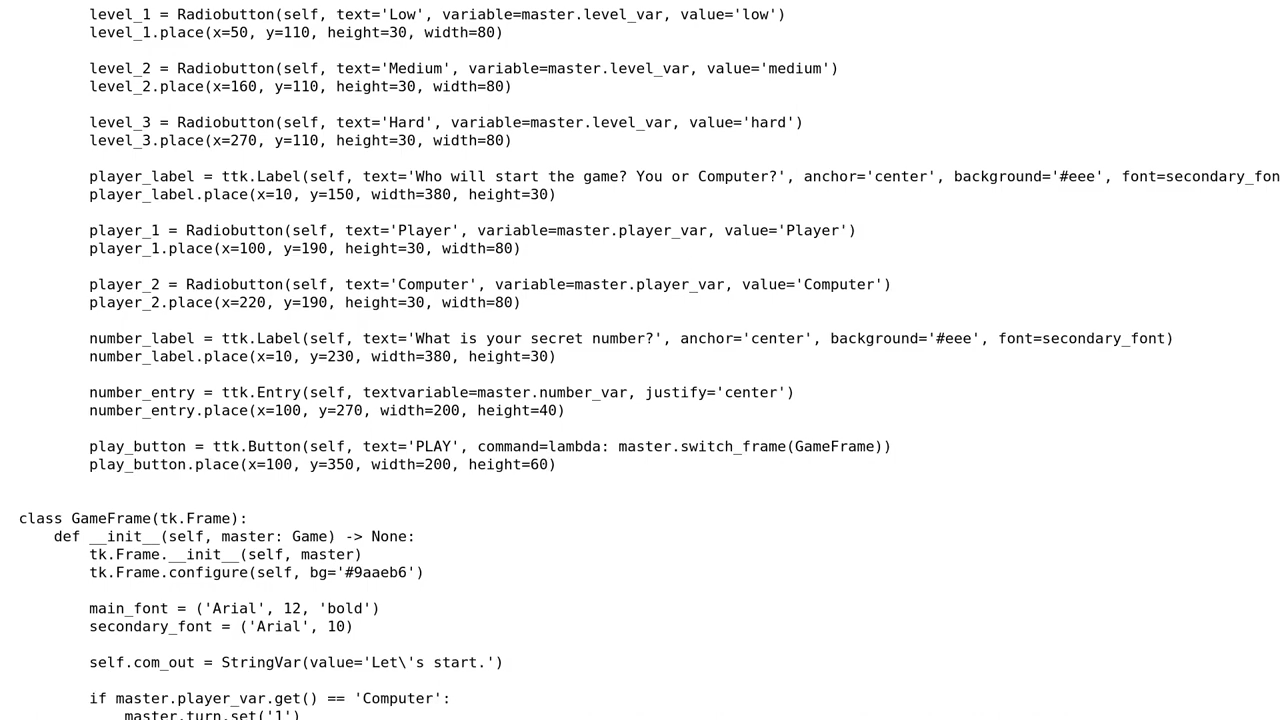 level_1 = Radiobutton(self, text='Low', variable=master.level_var, value='low')
level_1.place(x=50, y=110, height=30, width=80)
level_2 = Radiobutton(self, text='Medium', variable=master.level_var, value='medium')
level_2.place(x=160, y=110, height=30, width=80)
level_3 = Radiobutton(self, text='Hard', variable=master.level_var, value='hard')
level_3.place(x=270, y=110, height=30, width=80)
player_label = ttk.Label(self, text='Who will start the game? You or Computer?', anchor='center', background='#eee', font=secondary_fon
player_label.place(x=10, y=150, width=380, height=30)
player_1 = Radiobutton(self, text='Player', variable=master.player_var, value='Player')
player_1.place(x=100, y=190, height=30, width=80)
player_2 = Radiobutton(self, text='Computer', variable=master.player_var, value='Computer')
player_2.place(x=220, y=190, height=30, width=80)
number_label = ttk.Label(self, text='What is your secret number?', anchor='center', background='#eee', font=secondary_font)
number_label.place(x=10, y=230, width=380, height=30)
number_entry = ttk.Entry(self, textvariable=master.number_var, justify='center')
number_entry.place(x=100, y=270, width=200, height=40)
play_button = ttk.Button(self, text='PLAY', command=lambda: master.switch_frame(GameFrame))
play_button.place(x=100, y=350, width=200, height=60)
class GameFrame(tk.Frame):
def __init__(self, master: Game) -> None:
tk.Frame.__init__(self, master)
tk.Frame.configure(self, bg='#9aaeb6')
main_font = ('Arial', 12, 'bold')
secondary_font = ('Arial', 10)
self.com_out = StringVar(value='Let\'s start.')
if master.player_var.get() == 'Computer':
master.turn.set('1')